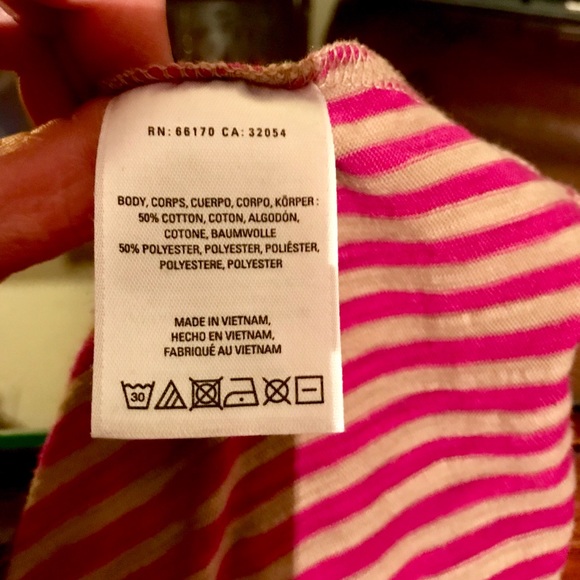 RN: 66170 CA: 32054
BODY, CORPS, CUERPO, CORPO, KÖRPER :
50% COTTON, COTON, ALGODÓN,
COTONE, BAUMWOLLE
50% POLYESTER, POLYESTER, POLIÉSTER,
POLYESTERE, POLYESTER
MADE IN VIETNAM,
HECHO EN VIETNAM,
FABRIQUÉ AU VIETNAM
30